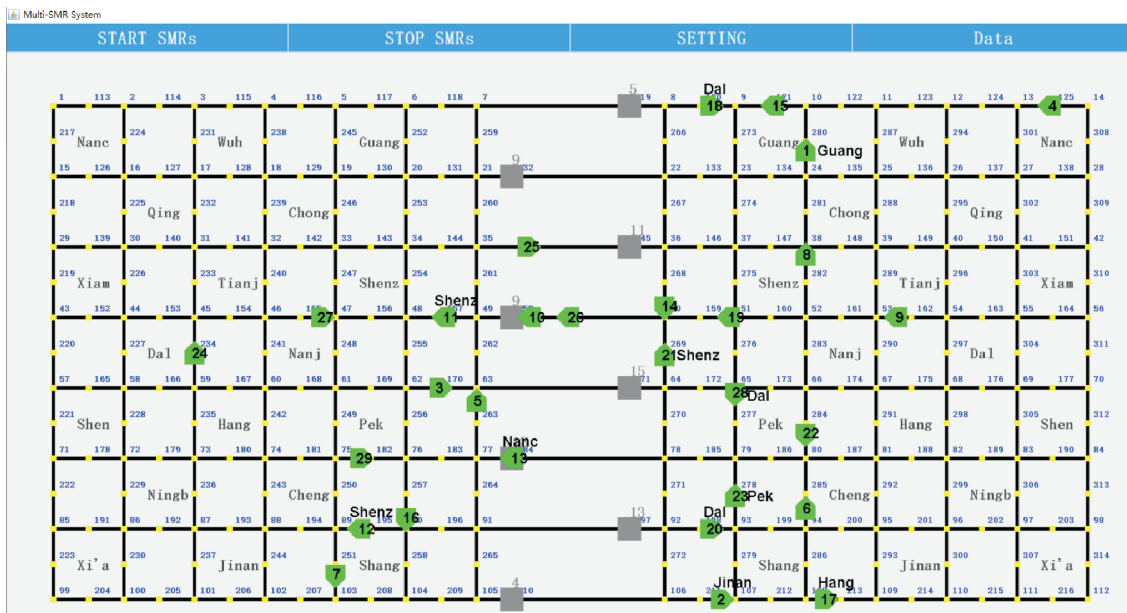 Multi-SMR System
START SMRs STOP SMRs SETTING Data
5 Dal
1 113 2 114 3 115 4 116 5 117 6 118 7 19 8 18 9 15 121 10 11 123 12 124 13 4 125 14
217 Nanc 224 231 Wuh 238 245 Guang 252 259 266 273 Guang 280 1 Guang 287 Wuh 294 301 Nanc 308
9
15 126 16 127 17 128 18 129 19 130 20 131 21 32 22 133 23 134 24 135 25 136 26 137 27 138 28
218 225 Qing 232 239 Chong 246 253 260 267 274 281 Chong 288 295 Qing 302 309
11
29 139 30 140 31 141 32 142 33 143 34 144 35 25 45 36 146 37 147 38 148 39 149 40 150 41 151 42
8
219 Xiam 226 233 Tianj 240 247 Shenz 254 261 268 275 Shenz 282 289 Tianj 296 303 Xiam 310
Shenz 9 14
43 152 44 153 45 154 46 27 47 156 48 11 49 10 26 159 19 51 160 52 161 53 9 162 54 163 55 164 56
220 227 Dal 24 234 241 Nanj 248 255 262 269 21 Shenz 276 283 Nanj 290 297 Dal 304 311
15
57 165 58 166 59 167 60 168 61 169 62 3 170 63 71 64 172 65 173 66 174 67 175 68 176 69 177 70
5 28 Dal
221 Shen 228 235 Hang 242 249 Pek 256 263 270 277 Pek 284 291 Hang 298 305 Shen 312
22
Nanc
71 178 72 179 73 180 74 181 75 29 182 76 183 77 13 84 78 185 79 186 80 187 81 188 82 189 83 190 84
222 229 Ningb 236 243 Cheng 250 257 264 271 278 23 Pek 285 Cheng 292 299 Ningb 306 313
Shenz 16 13 Dal 6
85 191 86 192 87 193 88 194 89 12 195 196 91 97 92 20 93 199 94 200 95 201 96 202 97 203 98
223 Xi'a 230 237 Jinan 244 251 Shang 258 265 272 279 Shang 286 293 Jinan 300 307 Xi'a 314
7 4 Jinan Hang
99 204 100 205 101 206 102 207 103 208 104 209 105 10 106 2 107 212 17 213 109 214 110 215 111 216 112